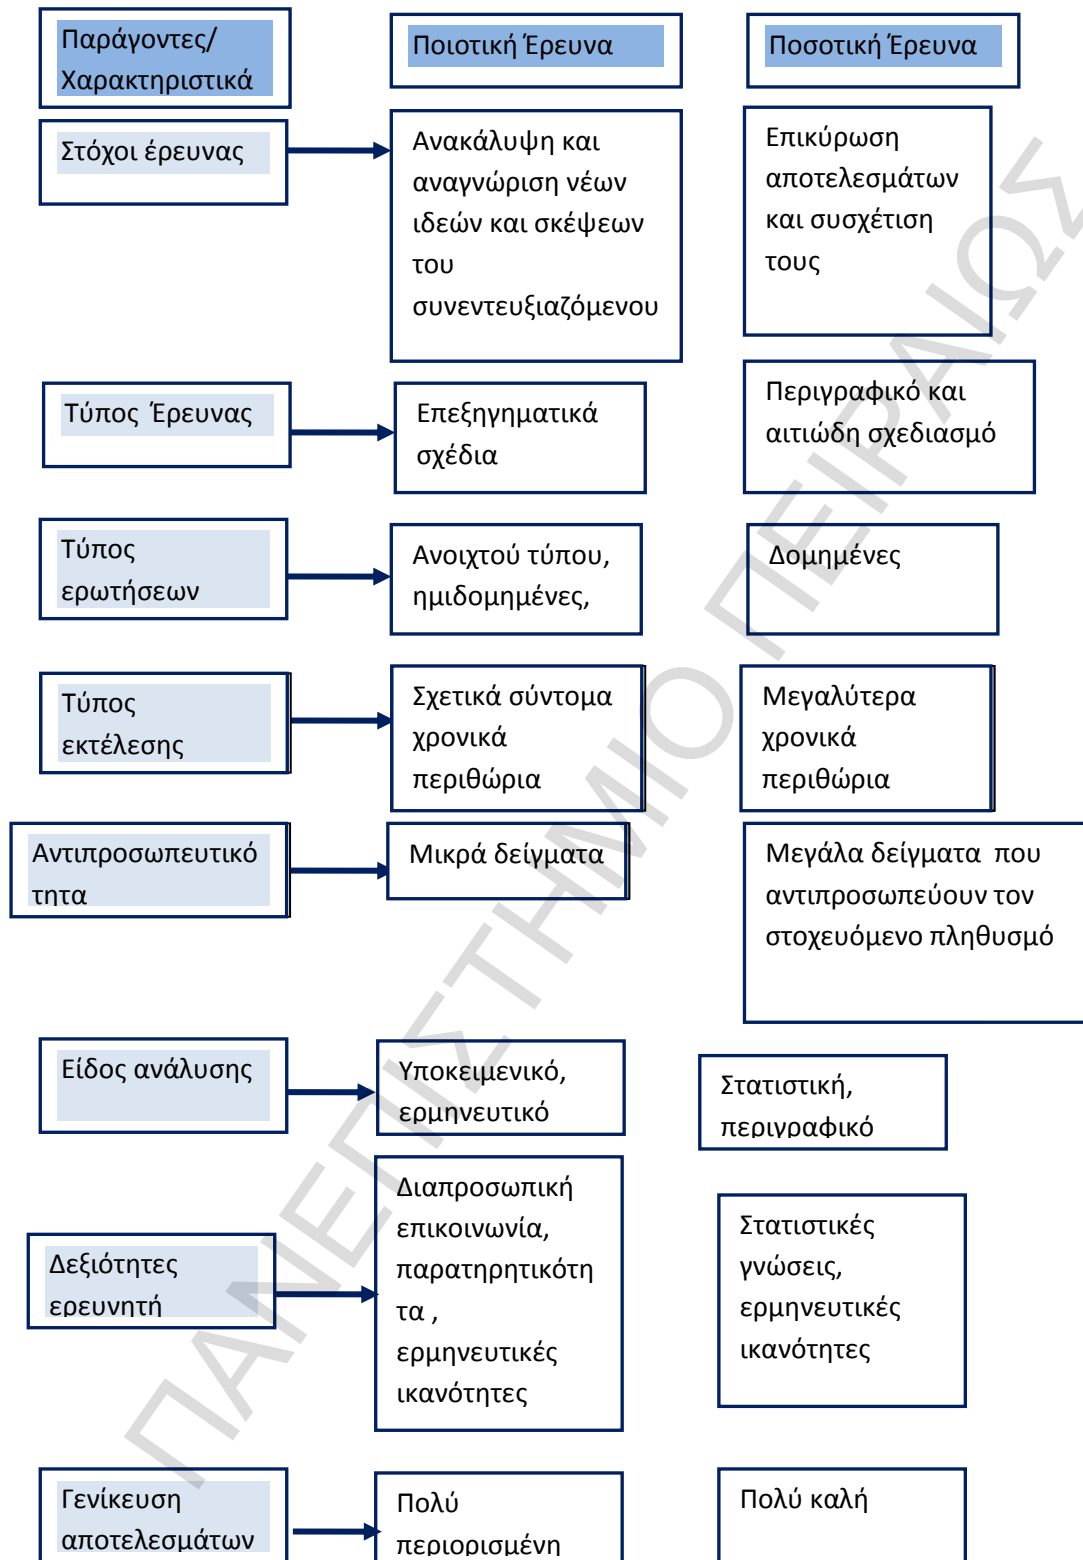 Παράγοντες/
Χαρακτηριστικά
Ποιοτική Έρευνα
Ποσοτική Έρευνα
Στόχοι έρευνας
Ανακάλυψη και
αναγνώριση νέων
ιδεών και σκέψεων
του
συνεντευξιαζόμενου
Επικύρωση
αποτελεσμάτων
και συσχέτιση
τους
Τύπος Έρευνας
Επεξηγηματικά
σχέδια
Περιγραφικό και
αιτιώδη σχεδιασμό
Τύπος
ερωτήσεων
Ανοιχτού τύπου,
ημιδομημένες,
Δομημένες
Τύπος
εκτέλεσης
Σχετικά σύντομα
χρονικά
περιθώρια
Μεγαλύτερα
χρονικά
περιθώρια
Αντιπροσωπευτικό
τητα
Μικρά δείγματα
Μεγάλα δείγματα που
αντιπροσωπεύουν τον
στοχευόμενο πληθυσμό
Είδος ανάλυσης
Υποκειμενικό,
ερμηνευτικό
Στατιστική,
περιγραφικό
Δεξιότητες
ερευνητή
Διαπροσωπική
επικοινωνία,
παρατηρητικότη
τα ,
ερμηνευτικές
ικανότητες
Στατιστικές
γνώσεις,
ερμηνευτικές
ικανότητες
Γενίκευση
αποτελεσμάτων
Πολύ
περιορισμένη
Πολύ καλή
ΠΑΝΕΠΙΣΤΗΜΙΟ ΠΕΙΡΑΙΩΣ